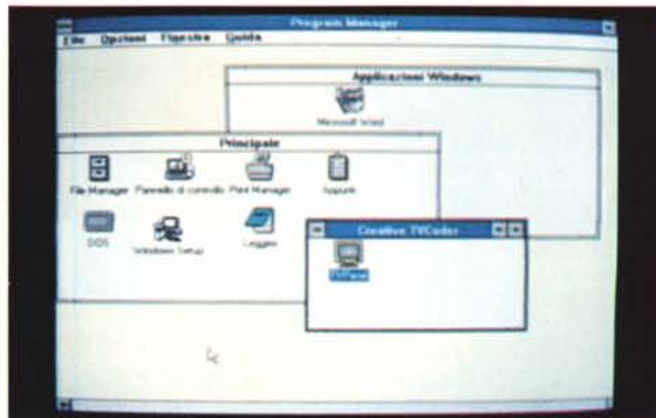 Program Manager
File Opzioni Finestra Guida
Applicazioni Windows
Microsoft Word
Principale
File Manager Pannello di controllo Print Manager Appunti
DOS Windows Setup Leggimi
Creative TVCoder
TVPanel